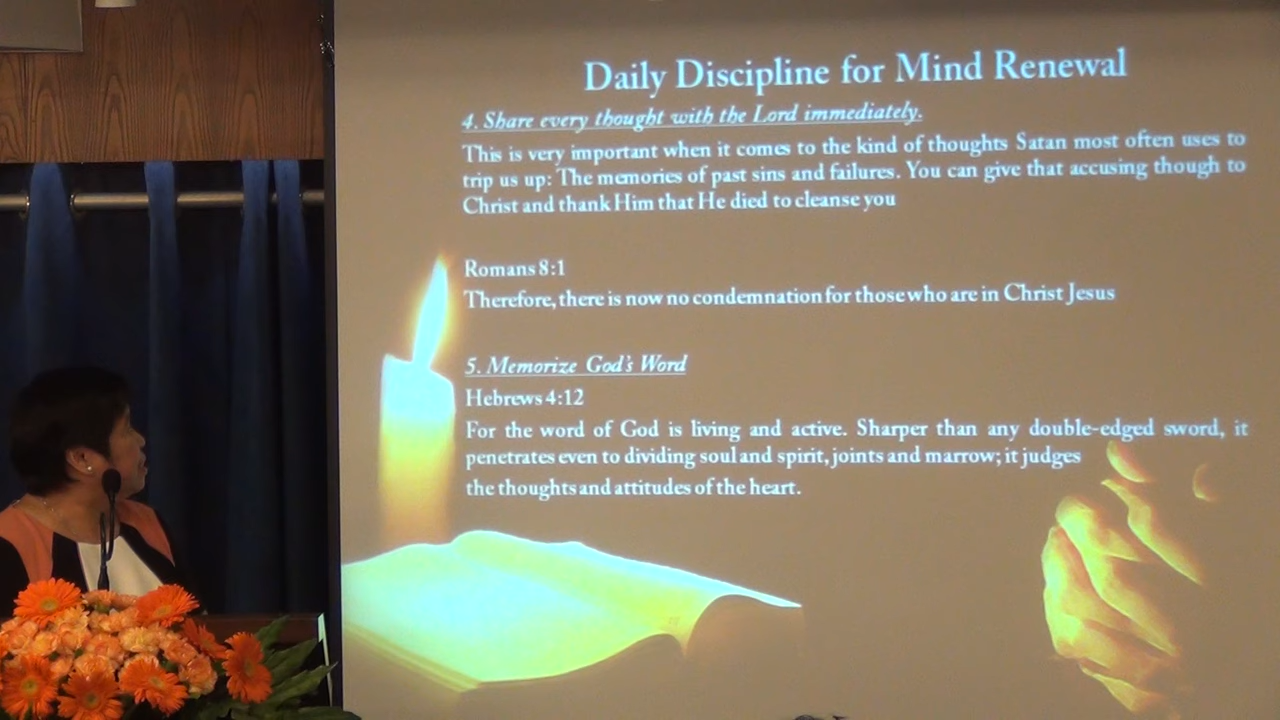 Daily Discipline for Mind Renewal
4. Share every thought with the Lord immediately.
This is very important when it comes to the kind of thoughts Satan most often uses to
trip us up: The memories of past sins and failures. You can give that accusing though to
Christ and thank Him that He died to cleanse you
Romans 8:1
Therefore, there is now no condemnation for those who are in Christ Jesus
5. Memorize God's Word
Hebrews 4:12
For the word of God is living and active. Sharper than any double-edged sword, it
penetrates even to dividing soul and spirit, joints and marrow; it judges
the thoughts and attitudes of the heart.